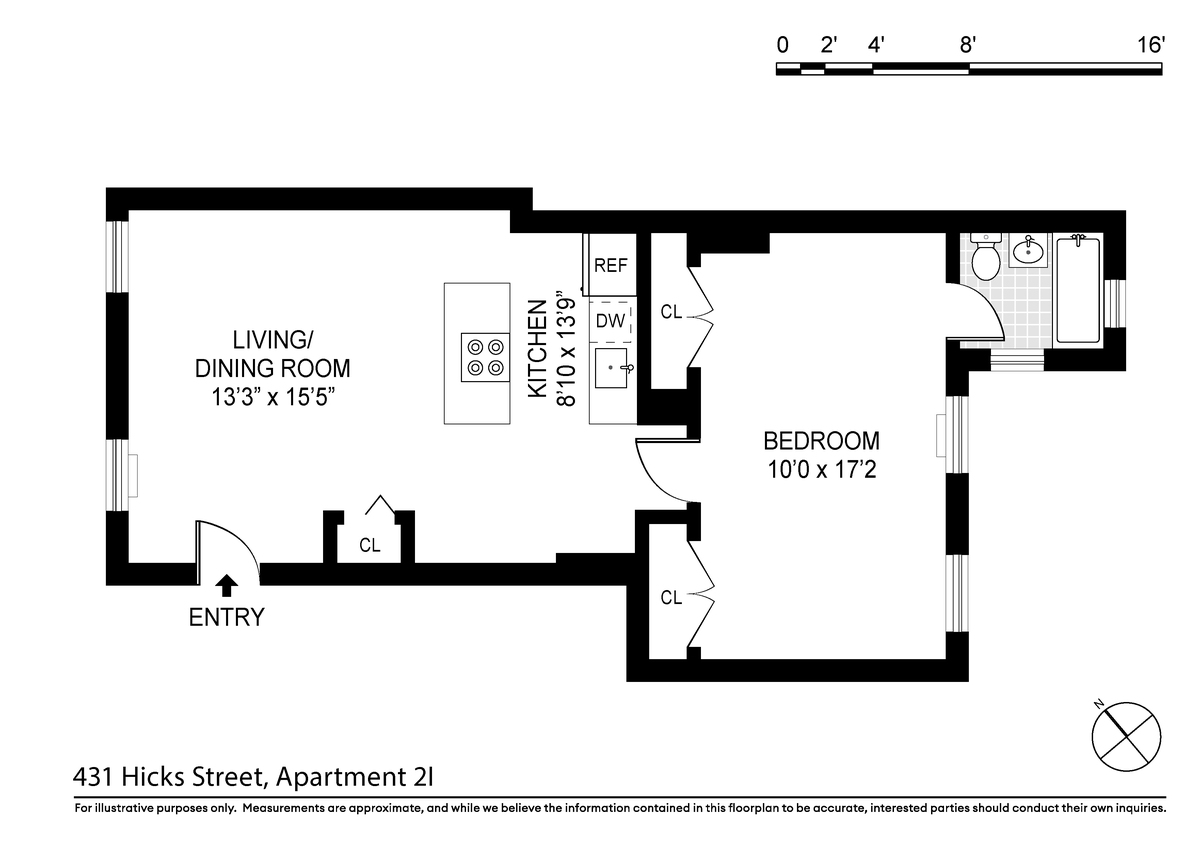 0 2' 4' 8' 16'
REF
CL
DW
KITCHEN
8’10 x 13’9”
LIVING/
DINING ROOM
13’3” x 15’5”
BEDROOM
10’0 x 17’2
CL
CL
ENTRY
N
431 Hicks Street, Apartment 2I
For illustrative purposes only. Measurements are approximate, and while we believe the information contained in this floorplan to be accurate, interested parties should conduct their own inquiries.